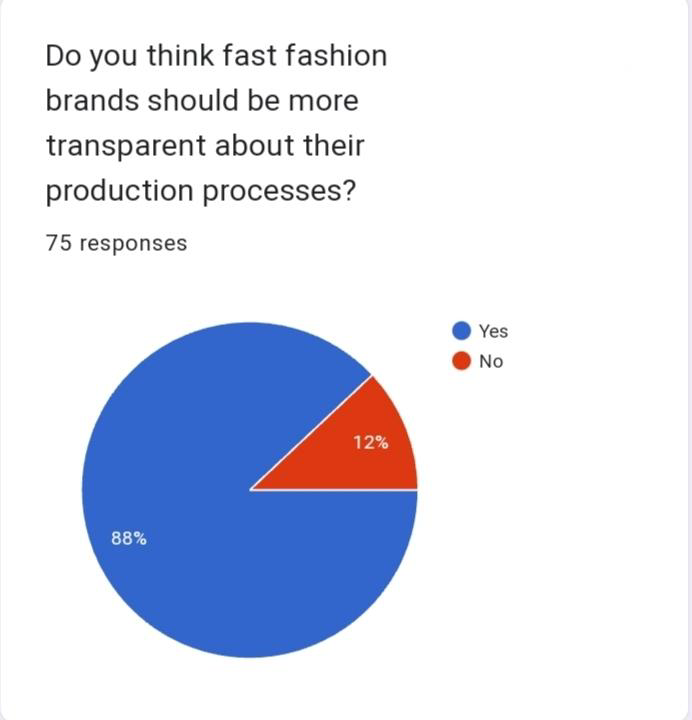 Do you think fast fashion
brands should be more
transparent about their
production processes?
75 responses
Yes
No
12%
88%